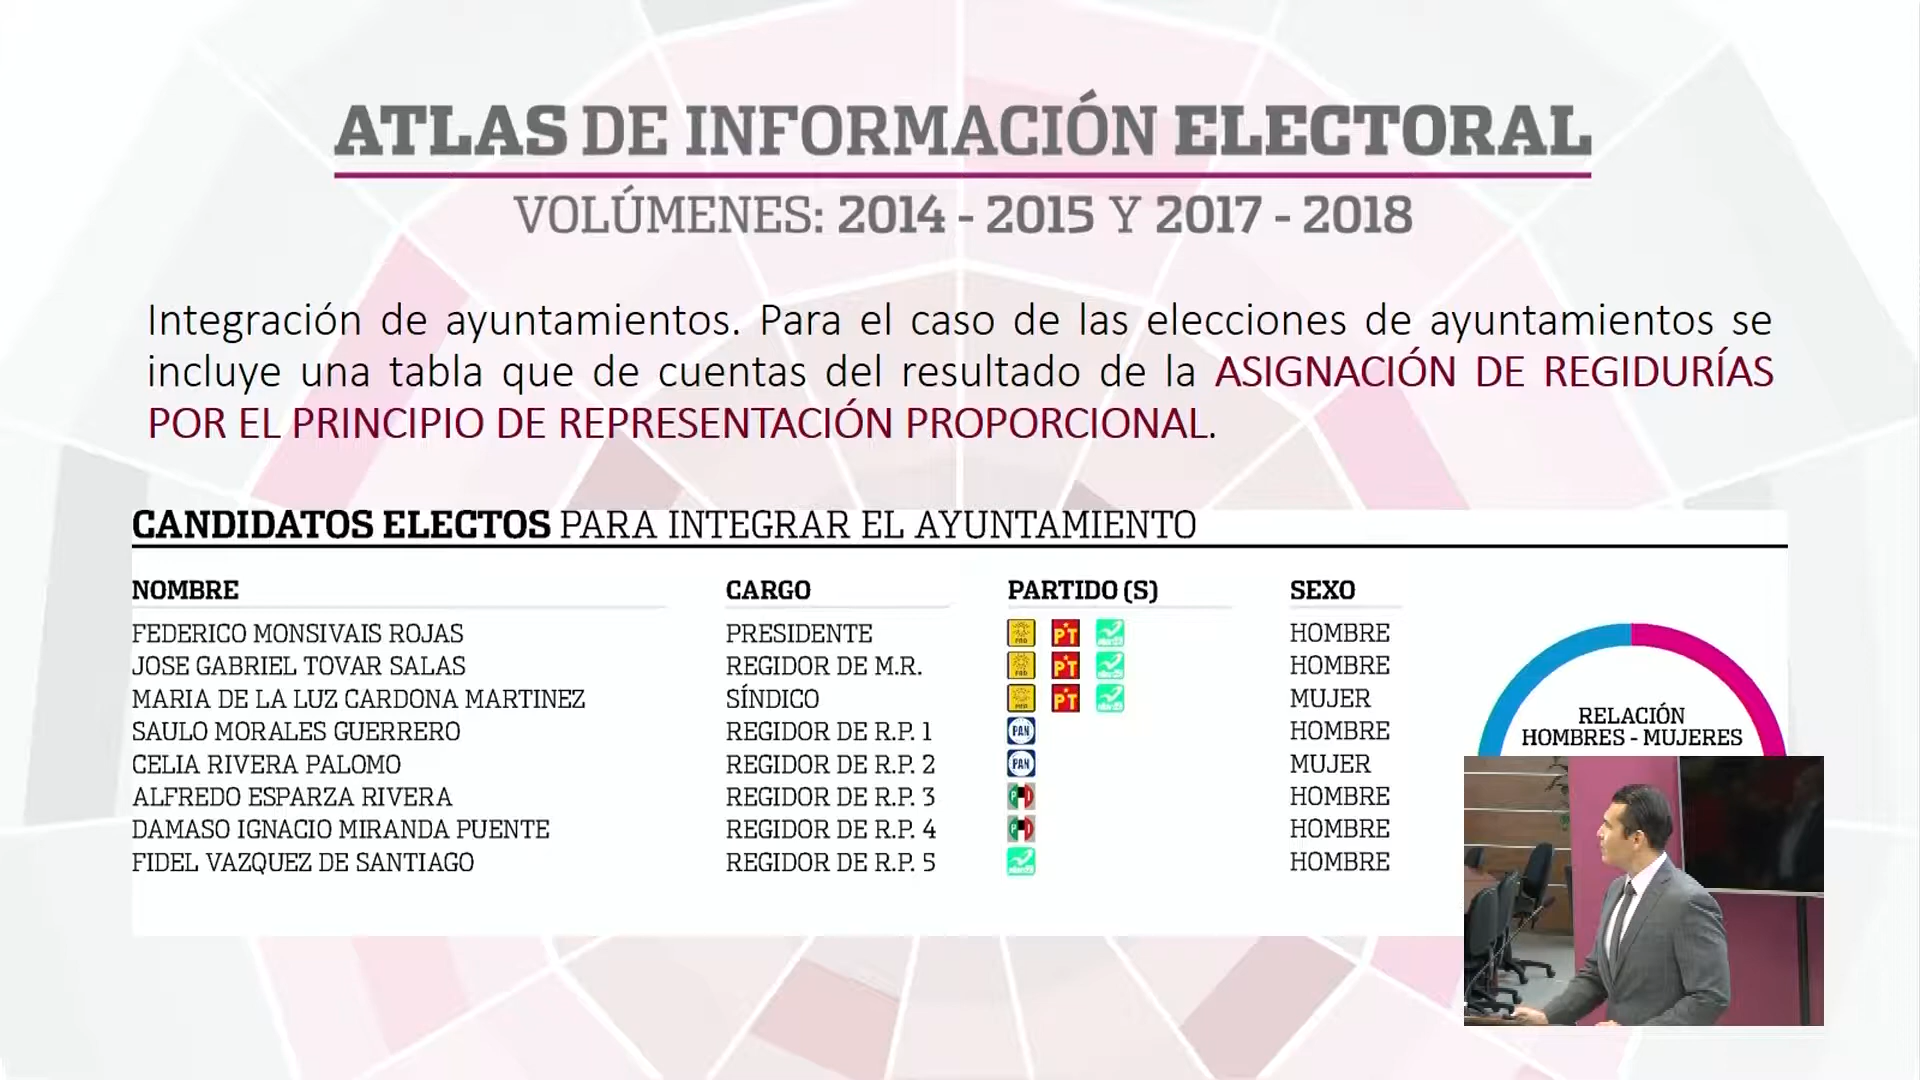 ATLAS DE INFORMACIÓN ELECTORAL
VOLÚMENES: 2014 - 2015 Y 2017 - 2018
Integración de ayuntamientos. Para el caso de las elecciones de ayuntamientos se
incluye una tabla que de cuentas del resultado de la ASIGNACIÓN DE REGIDURÍAS
POR EL PRINCIPIO DE REPRESENTACIÓN PROPORCIONAL.
CANDIDATOS ELECTOS PARA INTEGRAR EL AYUNTAMIENTO
NOMBRE CARGO PARTIDO (S) SEXO
FEDERICO MONSIVAIS ROJAS PRESIDENTE PRD PT HOMBRE
JOSE GABRIEL TOVAR SALAS REGIDOR DE M.R. PRD PT HOMBRE
MARIA DE LA LUZ CARDONA MARTINEZ SÍNDICO PRD PT MUJER
SAULO MORALES GUERRERO REGIDOR DE R.P. 1 PAN HOMBRE
CELIA RIVERA PALOMO REGIDOR DE R.P. 2 PAN MUJER
ALFREDO ESPARZA RIVERA REGIDOR DE R.P. 3 HOMBRE
DAMASO IGNACIO MIRANDA PUENTE REGIDOR DE R.P. 4 HOMBRE
FIDEL VAZQUEZ DE SANTIAGO REGIDOR DE R.P. 5 HOMBRE
RELACIÓN
HOMBRES - MUJERES